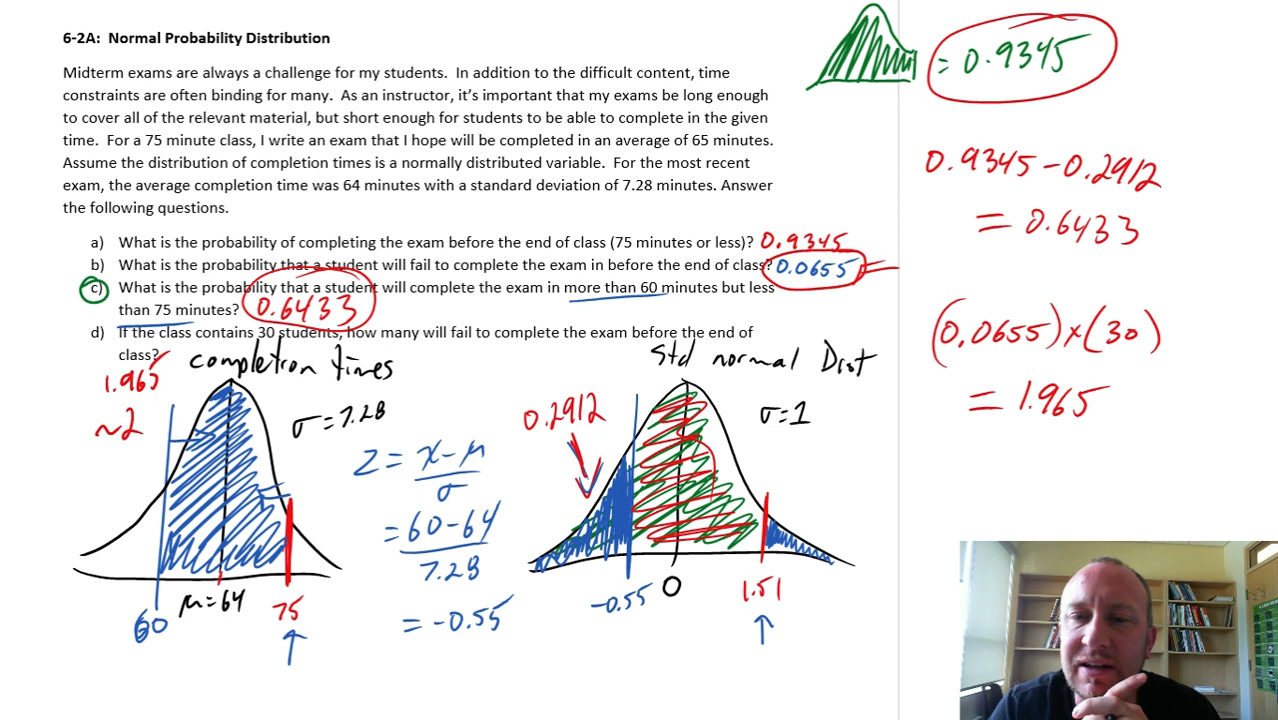 6-2A: Normal Probability Distribution
= 0.9345
Midterm exams are always a challenge for my students. In addition to the difficult content, time
constraints are often binding for many. As an instructor, it's important that my exams be long enough
to cover all of the relevant material, but short enough for students to be able to complete in the given
time. For a 75 minute class, I write an exam that I hope will be completed in an average of 65 minutes.
Assume the distribution of completion times is a normally distributed variable. For the most recent
exam, the average completion time was 64 minutes with a standard deviation of 7.28 minutes. Answer
the following questions.
0.9345 - 0.2912
= 0.6433
a) What is the probability of completing the exam before the end of class (75 minutes or less)? 0.9345
b) What is the probability that a student will fail to complete the exam in before the end of class? 0.0655
c) What is the probability that a student will complete the exam in more than 60 minutes but less
than 75 minutes? 0.6433
d) If the class contains 30 students, how many will fail to complete the exam before the end of
class?
1.965
~2
(0.0655)x(30)
= 1.965
completion times
σ = 7.28
60
μ = 64
75
Z = x-μ
σ
= 60-64
7.28
= -0.55
Std normal Dist
σ=1
0.2912
-0.55
0
1.51